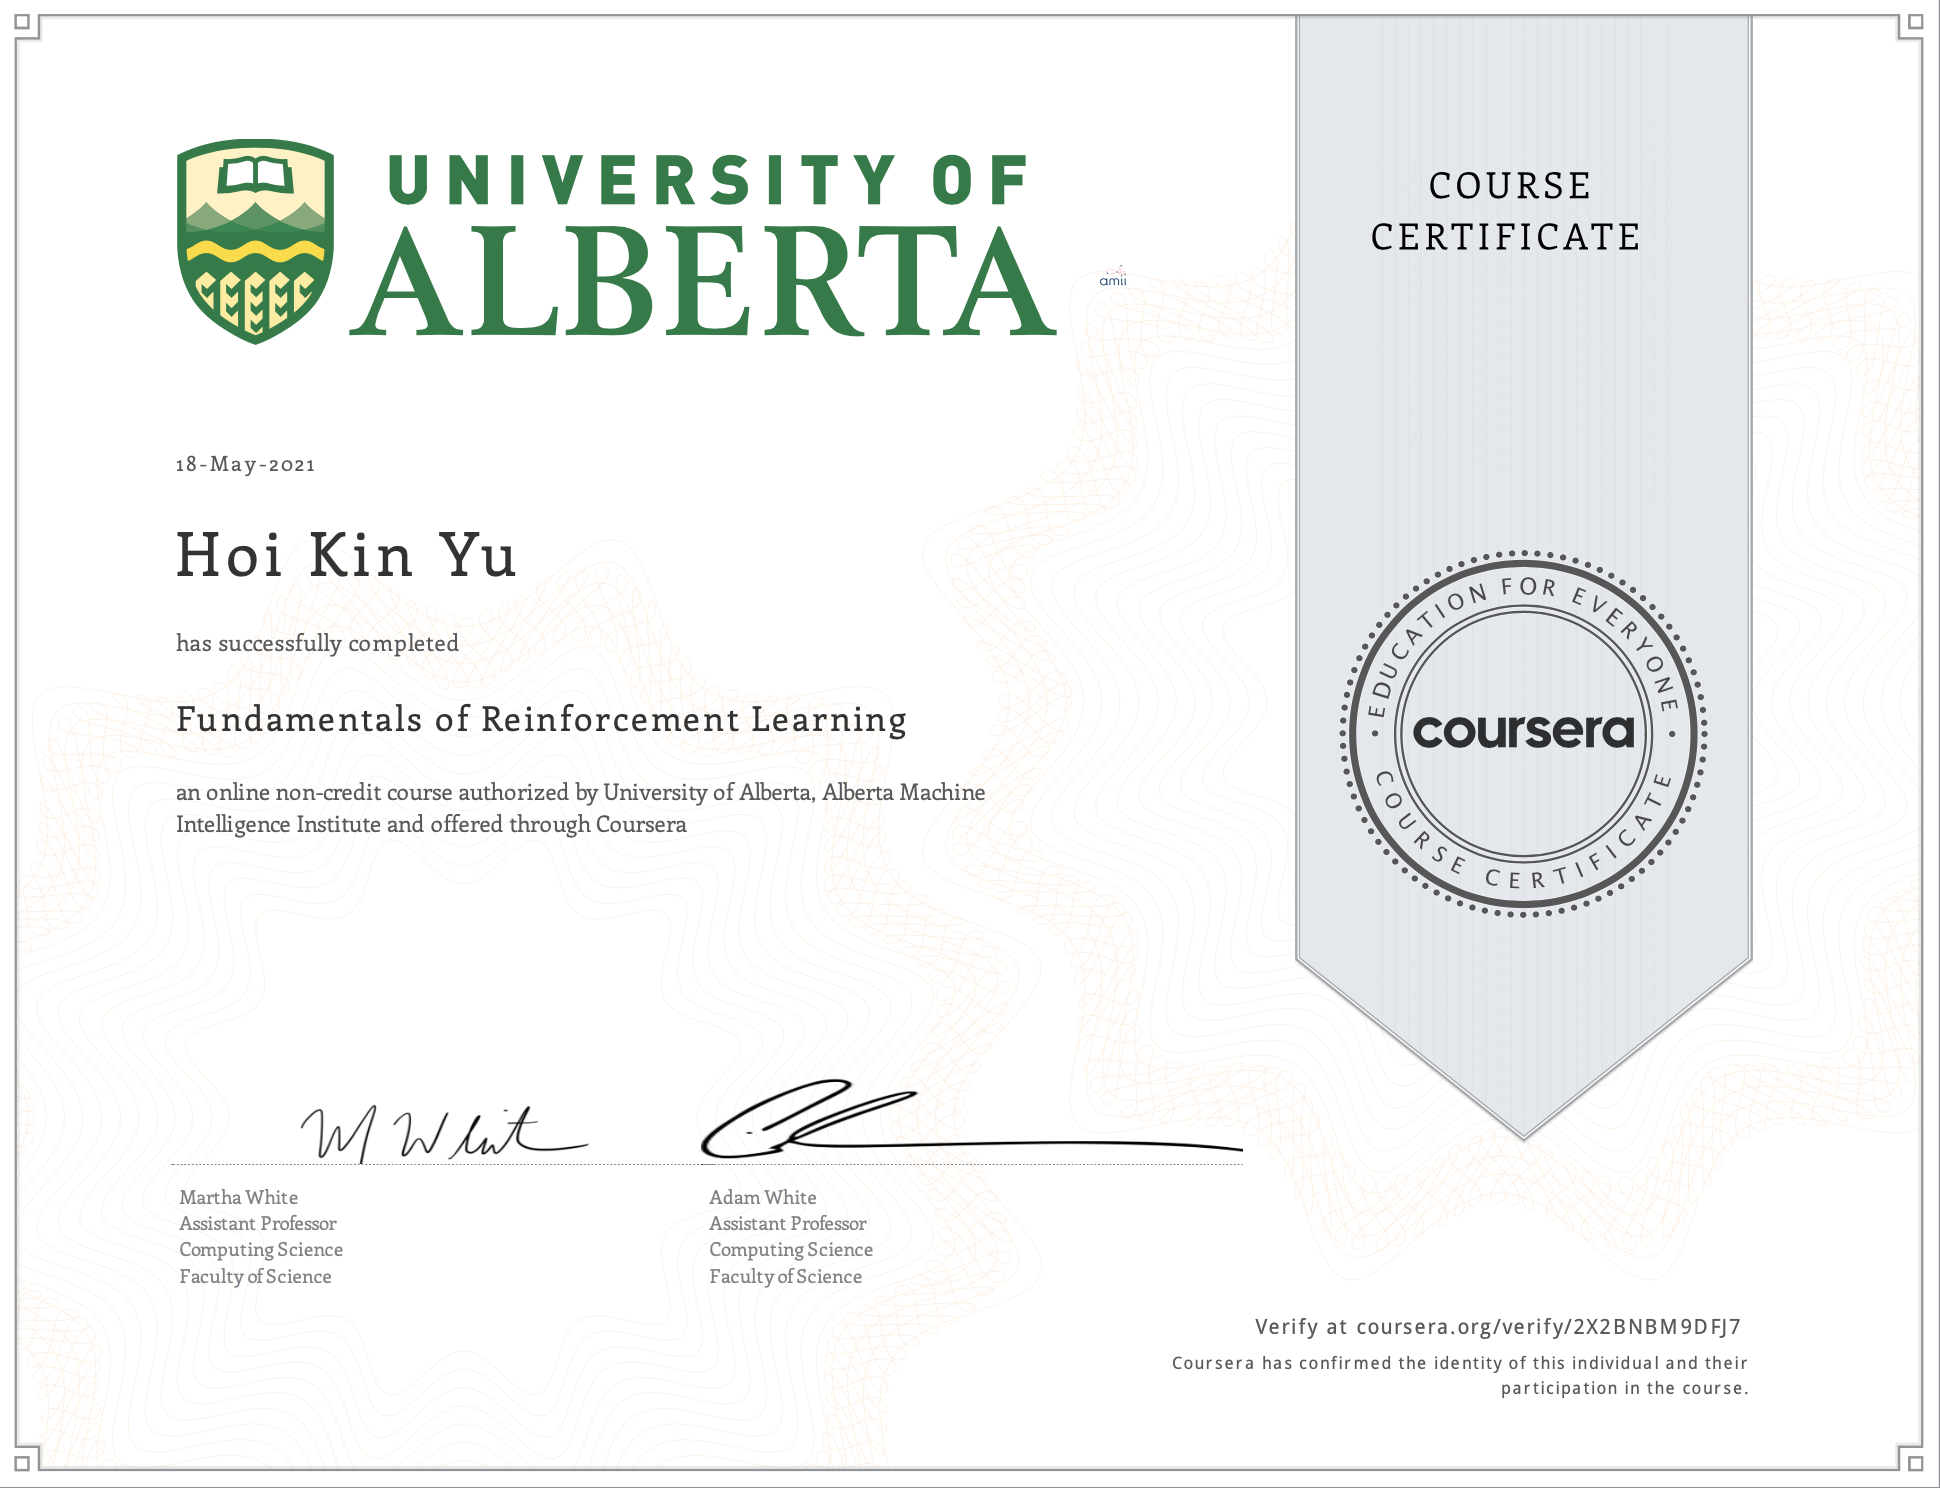 UNIVERSITY OF
ALBERTA
amii
COURSE
CERTIFICATE
18-May-2021
Hoi Kin Yu
has successfully completed
Fundamentals of Reinforcement Learning
an online non-credit course authorized by University of Alberta, Alberta Machine
Intelligence Institute and offered through Coursera
EDUCATION FOR EVERYONE
coursera
COURSE CERTIFICATE
M White
Martha White
Assistant Professor
Computing Science
Faculty of Science
Adam White
Assistant Professor
Computing Science
Faculty of Science
Verify at coursera.org/verify/2X2BNBM9DFJ7
Coursera has confirmed the identity of this individual and their
participation in the course.